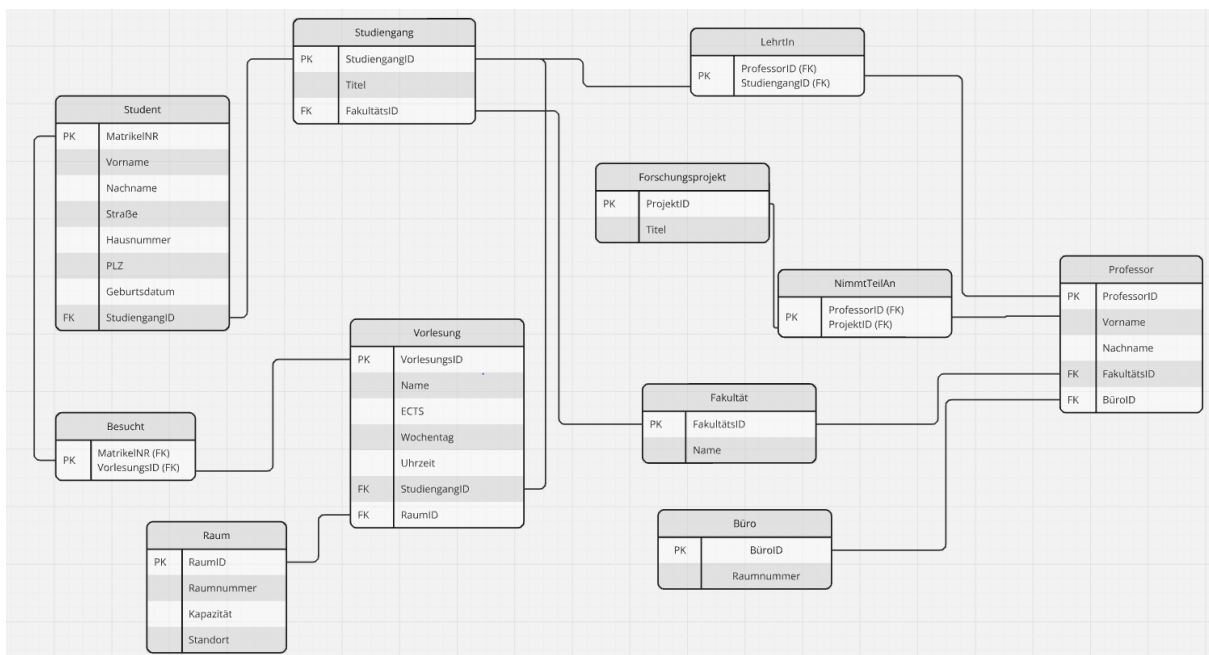 Studiengang
PK StudiengangID
Titel
FK FakultätsID
LehrtIn
PK ProfessorID (FK)
StudiengangID (FK)
Student
PK MatrikelNR
Vorname
Nachname
Straße
Hausnummer
PLZ
Geburtsdatum
FK StudiengangID
Forschungsprojekt
PK ProjektID
Titel
NimmtTeilAn
PK ProfessorID (FK)
ProjektID (FK)
Professor
PK ProfessorID
Vorname
Nachname
FK FakultätsID
FK BüroID
Vorlesung
PK VorlesungsID
Name
ECTS
Wochentag
Uhrzeit
FK StudiengangID
FK RaumID
Fakultät
PK FakultätsID
Name
Besucht
PK MatrikelNR (FK)
VorlesungsID (FK)
Raum
PK RaumID
Raumnummer
Kapazität
Standort
Büro
PK BüroID
Raumnummer